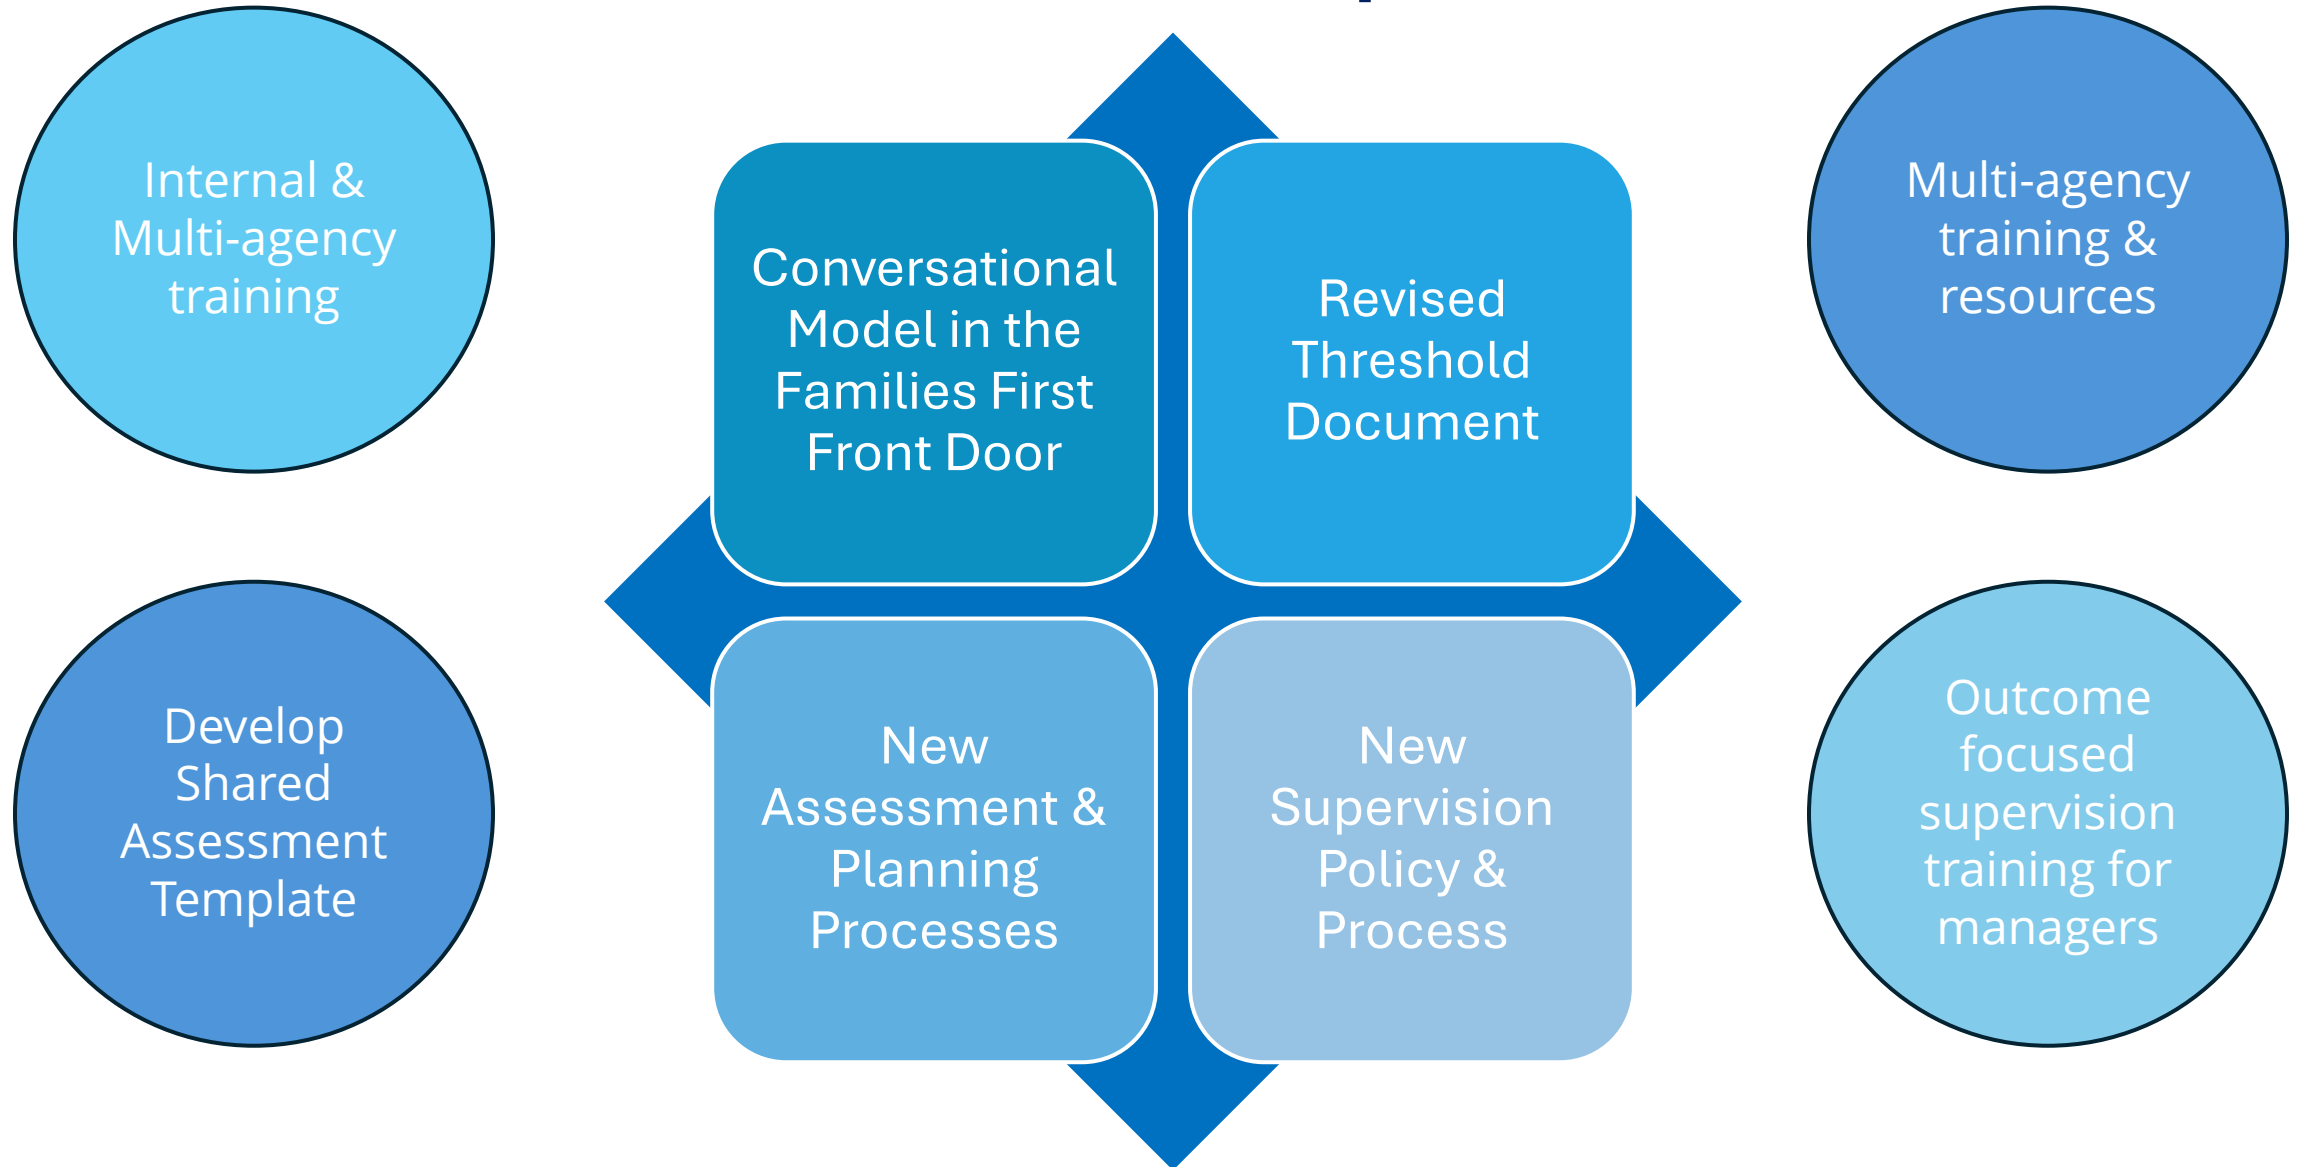 Internal &
Multi-agency
training
Conversational
Model in the
Families First
Front Door
Revised
Threshold
Document
Multi-agency
training &
resources
Develop
Shared
Assessment
Template
New
Assessment &
Planning
Processes
New
Supervision
Policy &
Process
Outcome
focused
supervision
training for
managers